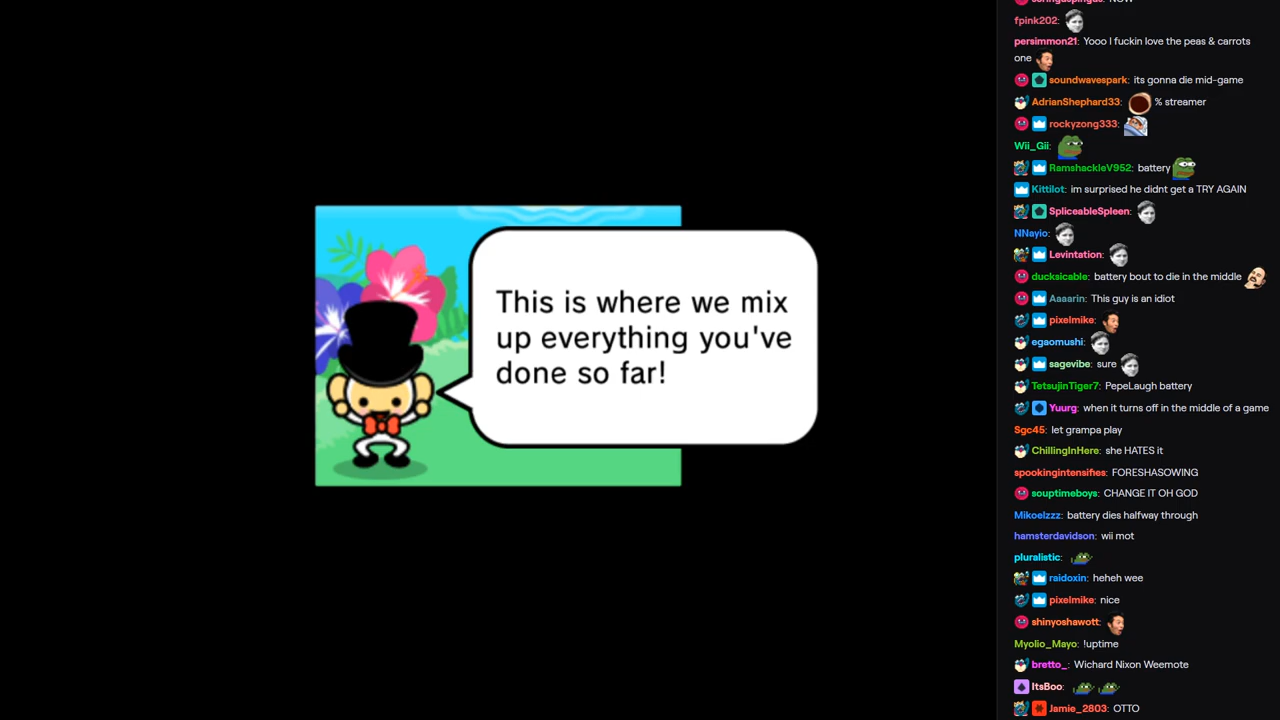 This is where we mix
up everything you've
done so far!
fpink202:
persimmon21: Yooo I fuckin love the peas & carrots
one
soundwavespark: its gonna die mid-game
AdrianShephard33: % streamer
rockyzong333:
Wii_Gii:
RamshackleV952: battery
Kittilot: im surprised he didnt get a TRY AGAIN
SpliceableSpleen:
NNayio:
Levintation:
ducksicable: battery bout to die in the middle
Aaaarin: This guy is an idiot
pixelmike:
egaomushi:
sagevibe: sure
TetsujinTiger7: PepeLaugh battery
Yuurg: when it turns off in the middle of a game
Sgc45: let grampa play
ChillingInHere: she HATES it
spookingintensifies: FORESHASOWING
souptimeboys: CHANGE IT OH GOD
Mikoelzzz: battery dies halfway through
hamsterdavidson: wii mot
pluralistic:
raidoxin: heheh wee
pixelmike: nice
shinyoshawott:
Myolio_Mayo: !uptime
bretto_: Wichard Nixon Weemote
ItsBoo:
Jamie_2803: OTTO